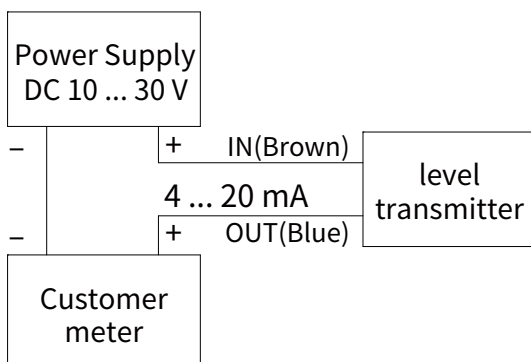 Power Supply
DC 10 ... 30 V
– + IN(Brown)
level
transmitter
4 ... 20 mA
– + OUT(Blue)
Customer
meter